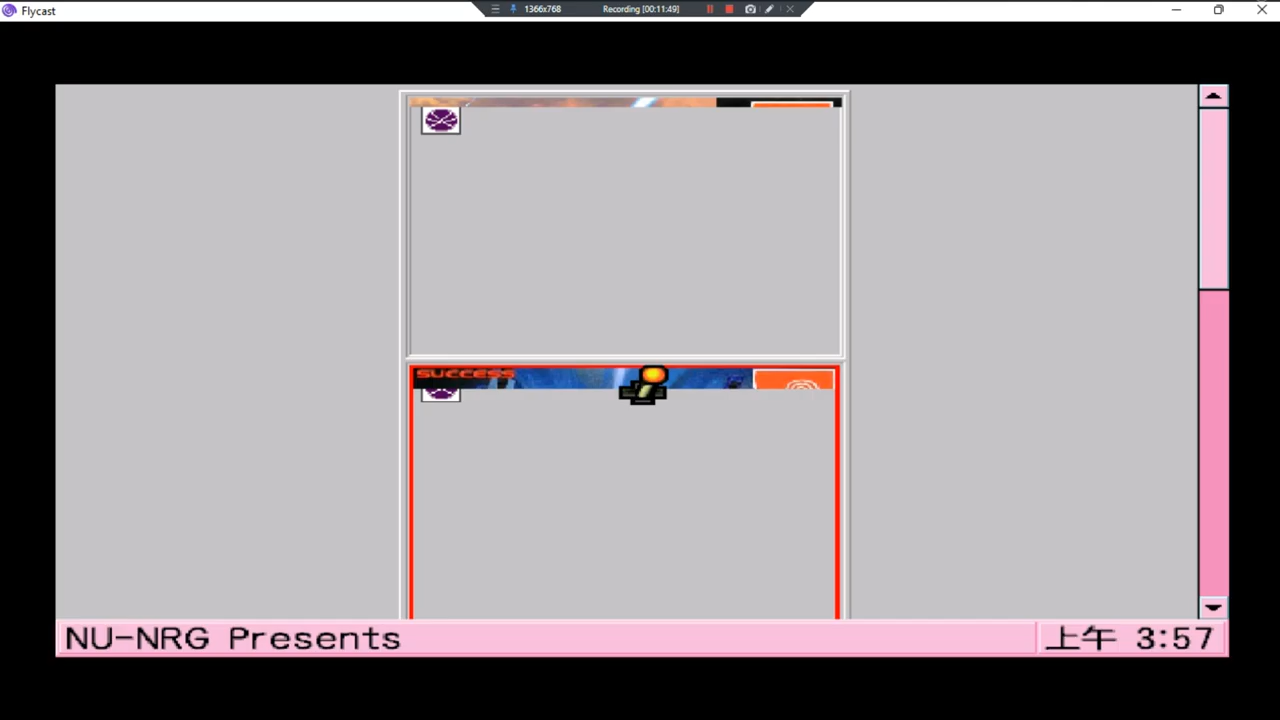 Flycast
1366x768
Recording [00:11:49]
SUCCESS
NU-NRG Presents
上午 3:57